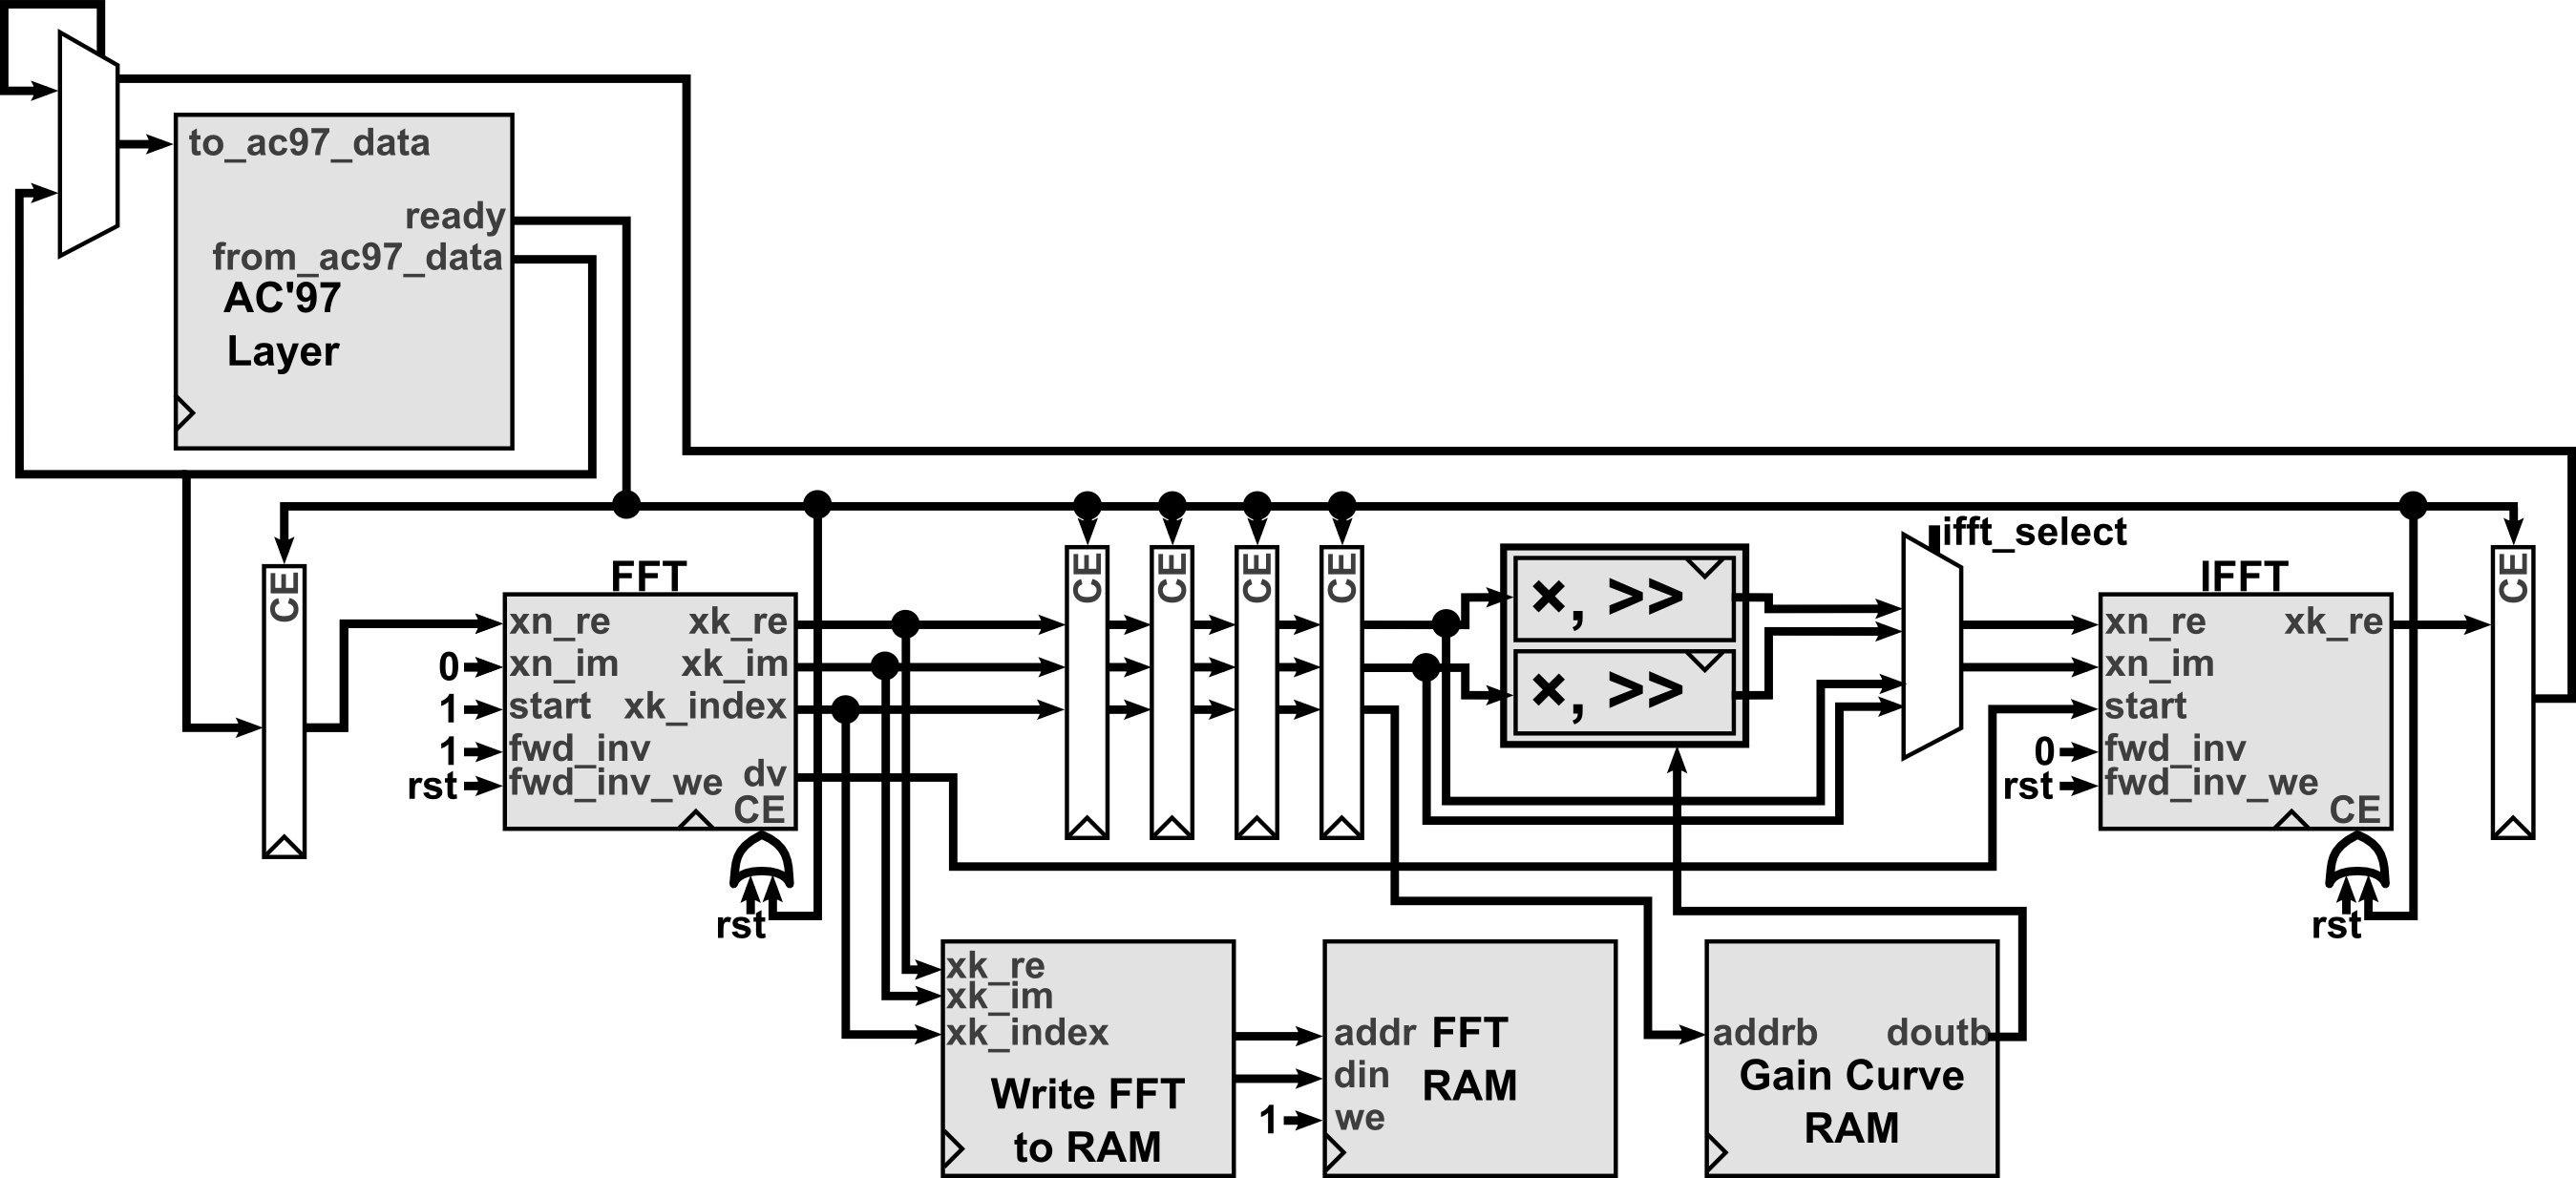 to_ac97_data
ready
from_ac97_data
AC'97
Layer
ifft_select
CE
CE
CE
CE
CE
CE
FFT
xn_re xk_re
0 xn_im xk_im
1 start xk_index
1 fwd_inv
rst fwd_inv_we dv
CE
rst
×, >>
×, >>
IFFT
xn_re xk_re
xn_im
start
0 fwd_inv
rst fwd_inv_we
CE
rst
xk_re
xk_im
xk_index
Write FFT
to RAM
addr FFT
din RAM
1 we
addrb doutb
Gain Curve
RAM